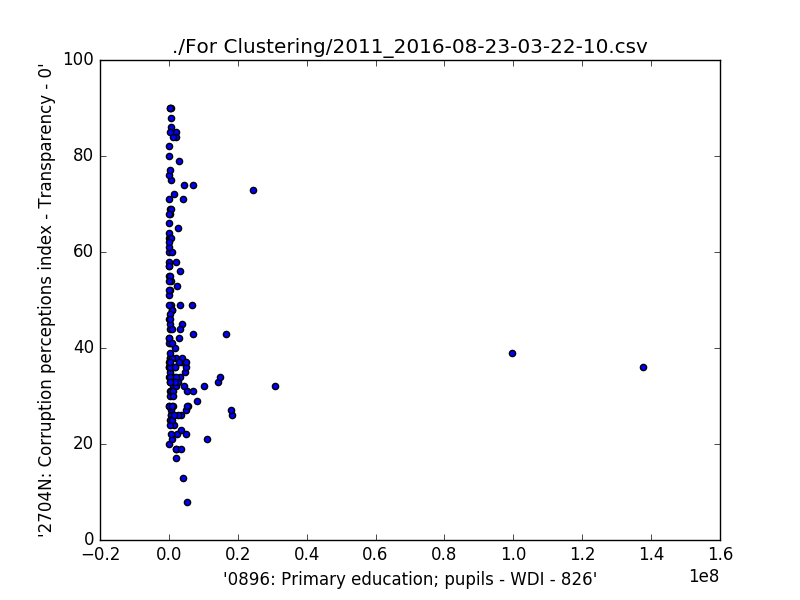 ./For Clustering/2011_2016-08-23-03-22-10.csv
100
80
60
40
20
0
'2704N: Corruption perceptions index - Transparency - 0'
−0.2 0.0 0.2 0.4 0.6 0.8 1.0 1.2 1.4 1.6
1e8
'0896: Primary education; pupils - WDI - 826'